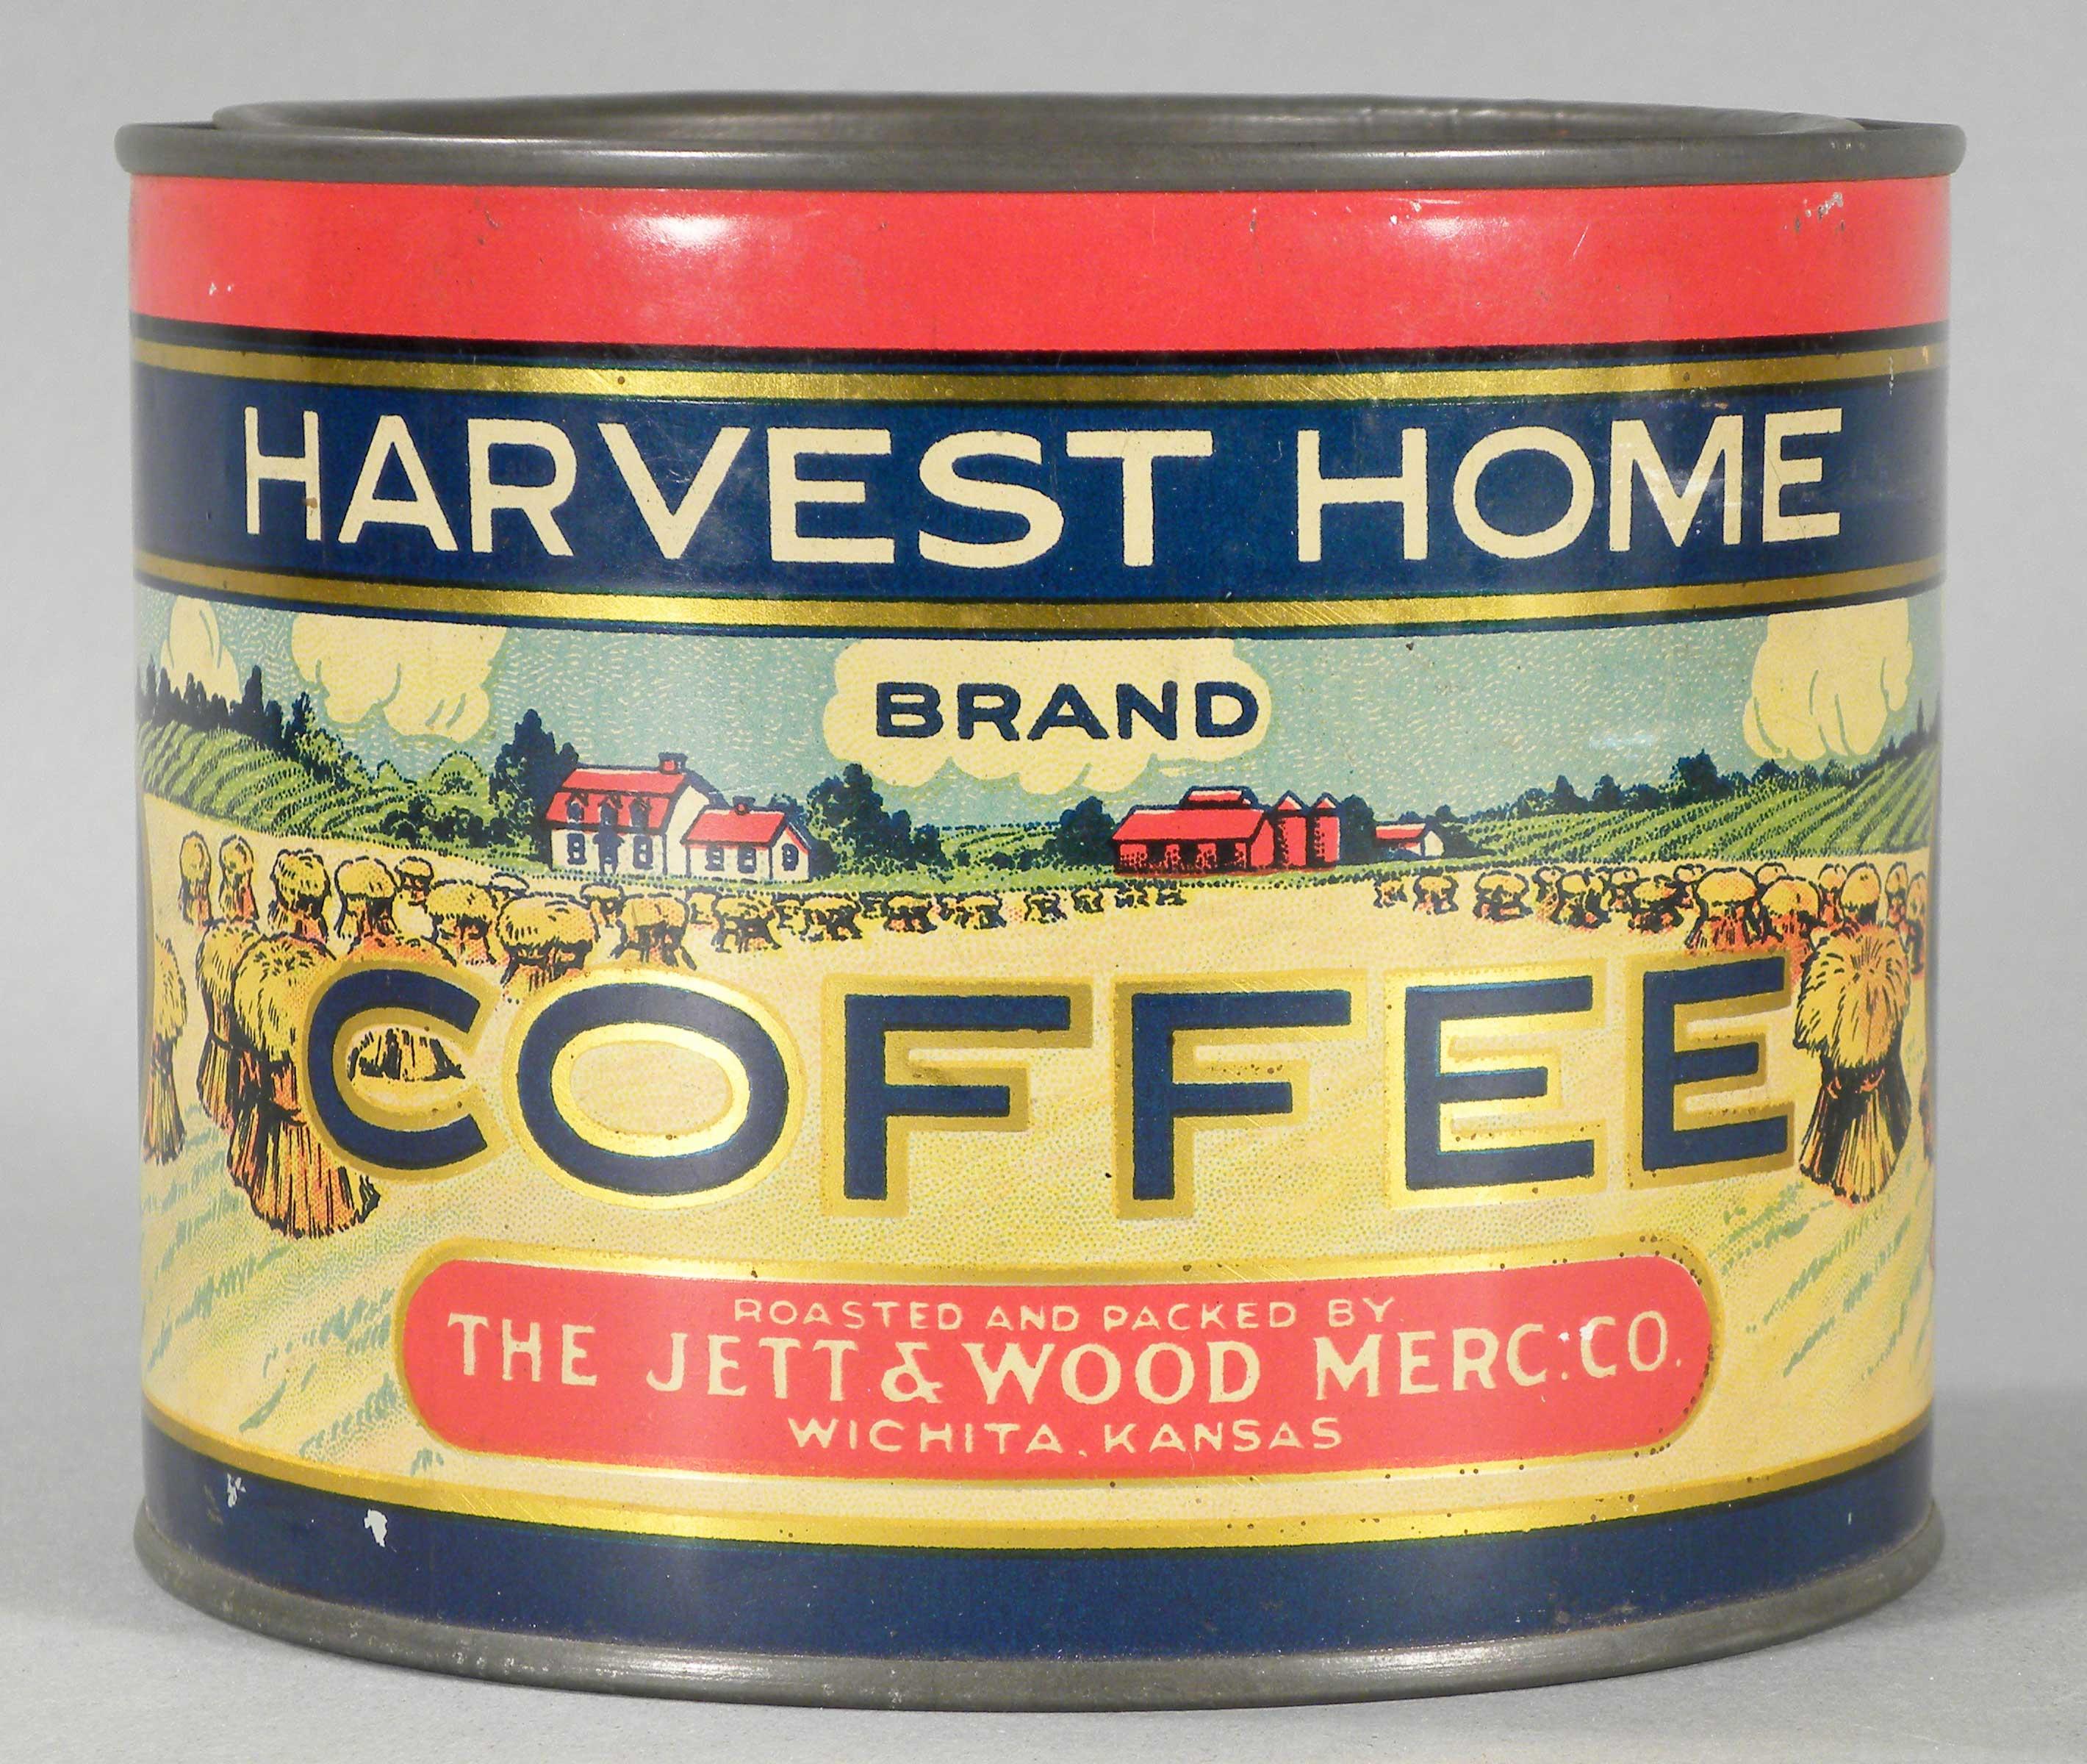 HARVEST HOME
BRAND
COFFEE
ROASTED AND PACKED BY
THE JETT & WOOD MERC: CO.
WICHITA, KANSAS